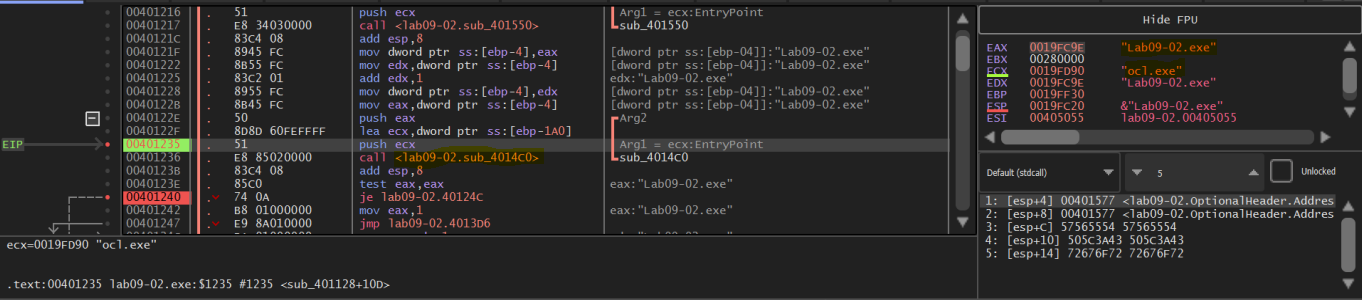 00401216 . 51 push ecx Arg1 = ecx:EntryPoint
00401217 . E8 34030000 call <lab09-02.sub_401550> sub_401550
0040121C . 83C4 08 add esp,8
0040121F . 8945 FC mov dword ptr ss:[ebp-4],eax [dword ptr ss:[ebp-04]]:"Lab09-02.exe"
00401222 . 8B55 FC mov edx,dword ptr ss:[ebp-4] [dword ptr ss:[ebp-04]]:"Lab09-02.exe"
00401225 . 83C2 01 add edx,1 edx:"Lab09-02.exe"
00401228 . 8955 FC mov dword ptr ss:[ebp-4],edx [dword ptr ss:[ebp-04]]:"Lab09-02.exe"
0040122B . 8B45 FC mov eax,dword ptr ss:[ebp-4] [dword ptr ss:[ebp-04]]:"Lab09-02.exe"
0040122E . 50 push eax Arg2
0040122F . 8D8D 60FEFFFF lea ecx,dword ptr ss:[ebp-1A0]
EIP 00401235 . 51 push ecx Arg1 = ecx:EntryPoint
00401236 . E8 85020000 call <lab09-02.sub_4014C0> sub_4014C0
0040123B . 83C4 08 add esp,8
0040123E . 85C0 test eax,eax eax:"Lab09-02.exe"
00401240 . 74 0A je lab09-02.40124C
00401242 . B8 01000000 mov eax,1 eax:"Lab09-02.exe"
00401247 . E9 8A010000 jmp lab09-02.4013D6
ecx=0019FD90 "ocl.exe"
.text:00401235 lab09-02.exe:$1235 #1235 <sub_401128+10D>
Hide FPU
EAX 0019FC9E "Lab09-02.exe"
EBX 00280000
ECX 0019FD90 "ocl.exe"
EDX 0019FC9E "Lab09-02.exe"
EBP 0019FF30
ESP 0019FC20 &"Lab09-02.exe"
ESI 00405055 lab09-02.00405055
Default (stdcall) 5 Unlocked
1: [esp+4] 00401577 <lab09-02.OptionalHeader.Addres
2: [esp+8] 00401577 <lab09-02.OptionalHeader.Addres
3: [esp+C] 57565554 57565554
4: [esp+10] 505C3A43 505C3A43
5: [esp+14] 72676F72 72676F72